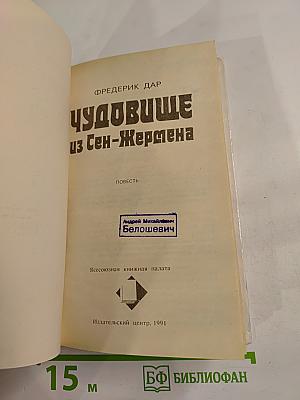 ФРЕДЕРИК ДАР
ЧУДОВИЩЕ
из Сен-Жермена
ПОВЕСТЬ
Андрей Михайлович
Белошевич
Всесоюзная книжная палата
Издательский центр, 1991
15 м
БФ БИБЛИОФАН